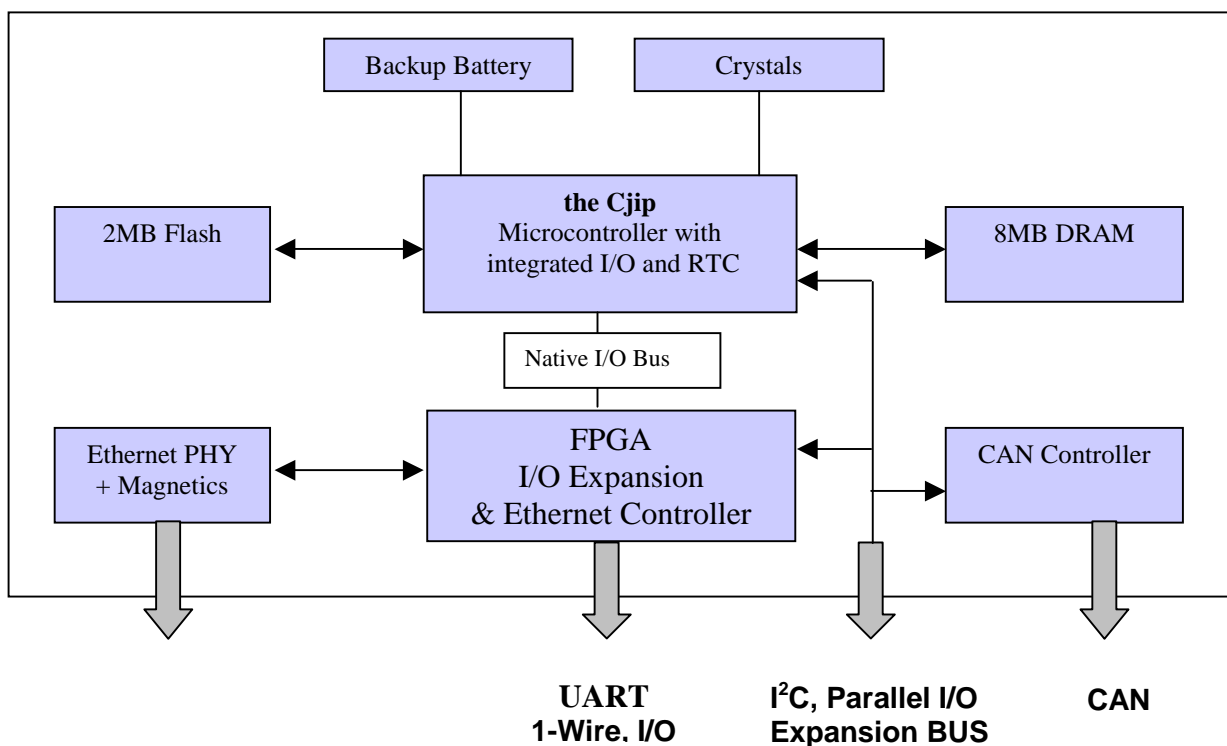 Backup Battery
Crystals
the Cjip
Microcontroller with
integrated I/O and RTC
2MB Flash
8MB DRAM
Native I/O Bus
FPGA
I/O Expansion
& Ethernet Controller
Ethernet PHY
+ Magnetics
CAN Controller
UART
1-Wire, I/O
I²C, Parallel I/O
Expansion BUS
CAN